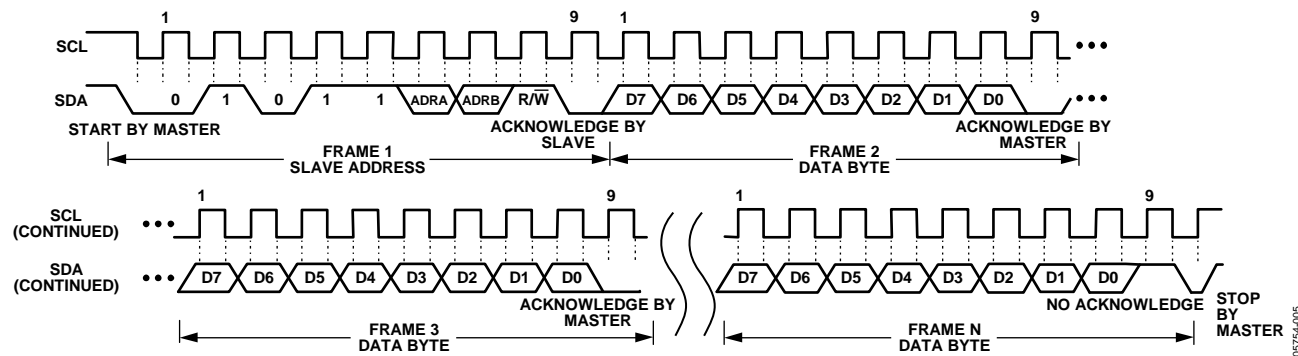 1 9 1 9
SCL •••
SDA 0 1 0 1 1 ADRA ADRB R/W̅ D7 D6 D5 D4 D3 D2 D1 D0 •••
START BY MASTER ACKNOWLEDGE BY SLAVE ACKNOWLEDGE BY MASTER
FRAME 1
SLAVE ADDRESS
FRAME 2
DATA BYTE
1 9 1 9
SCL
(CONTINUED) •••
SDA
(CONTINUED) ••• D7 D6 D5 D4 D3 D2 D1 D0 D7 D6 D5 D4 D3 D2 D1 D0
ACKNOWLEDGE BY
MASTER
NO ACKNOWLEDGE
STOP
BY
MASTER
FRAME 3
DATA BYTE
FRAME N
DATA BYTE
05754-005